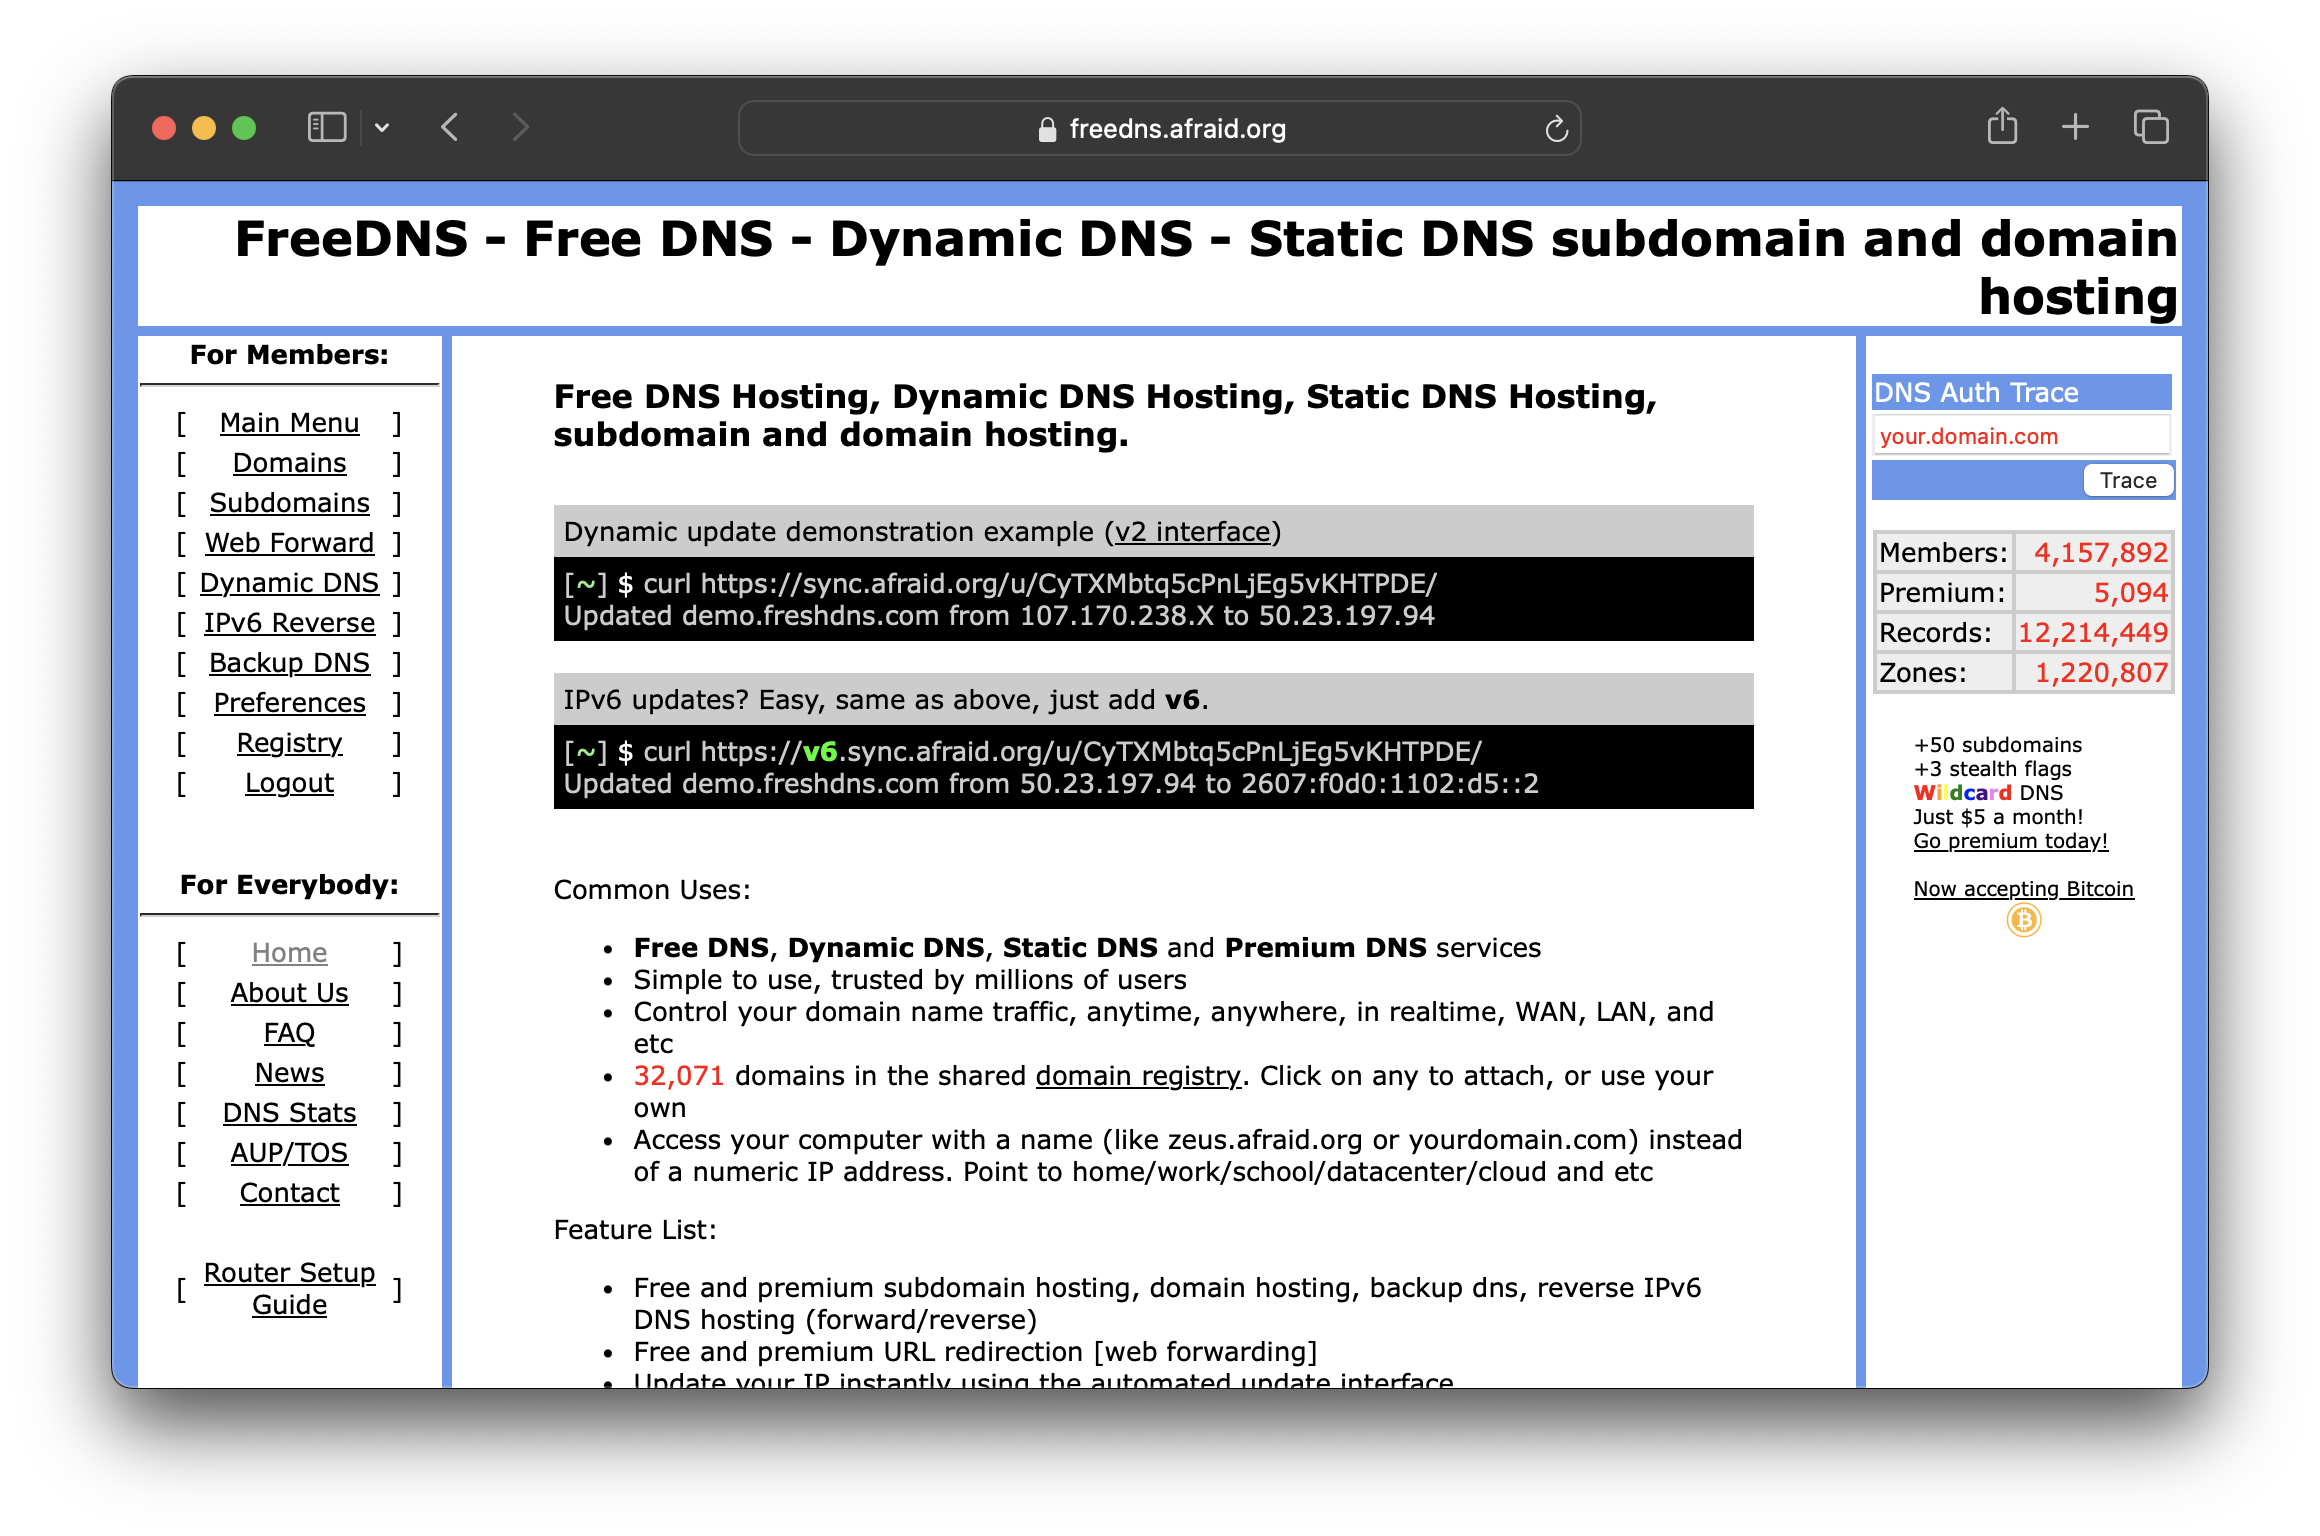 freedns.afraid.org
FreeDNS - Free DNS - Dynamic DNS - Static DNS subdomain and domain
hosting
For Members:
[ Main Menu ]
[ Domains ]
[ Subdomains ]
[ Web Forward ]
[ Dynamic DNS ]
[ IPv6 Reverse ]
[ Backup DNS ]
[ Preferences ]
[ Registry ]
[ Logout ]
For Everybody:
[ Home ]
[ About Us ]
[ FAQ ]
[ News ]
[ DNS Stats ]
[ AUP/TOS ]
[ Contact ]
[ Router Setup
Guide ]
Free DNS Hosting, Dynamic DNS Hosting, Static DNS Hosting,
subdomain and domain hosting.
Dynamic update demonstration example (v2 interface)
[~] $ curl https://sync.afraid.org/u/CyTXMbtq5cPnLjEg5vKHTPDE/
Updated demo.freshdns.com from 107.170.238.X to 50.23.197.94
IPv6 updates? Easy, same as above, just add v6.
[~] $ curl https://v6.sync.afraid.org/u/CyTXMbtq5cPnLjEg5vKHTPDE/
Updated demo.freshdns.com from 50.23.197.94 to 2607:f0d0:1102:d5::2
Common Uses:
• Free DNS, Dynamic DNS, Static DNS and Premium DNS services
• Simple to use, trusted by millions of users
• Control your domain name traffic, anytime, anywhere, in realtime, WAN, LAN, and
etc
• 32,071 domains in the shared domain registry. Click on any to attach, or use your
own
• Access your computer with a name (like zeus.afraid.org or yourdomain.com) instead
of a numeric IP address. Point to home/work/school/datacenter/cloud and etc
Feature List:
• Free and premium subdomain hosting, domain hosting, backup dns, reverse IPv6
DNS hosting (forward/reverse)
• Free and premium URL redirection [web forwarding]
• Update your IP instantly using the automated update interface
DNS Auth Trace
your.domain.com
Trace
Members: 4,157,892
Premium: 5,094
Records: 12,214,449
Zones: 1,220,807
+50 subdomains
+3 stealth flags
Wildcard DNS
Just $5 a month!
Go premium today!
Now accepting Bitcoin